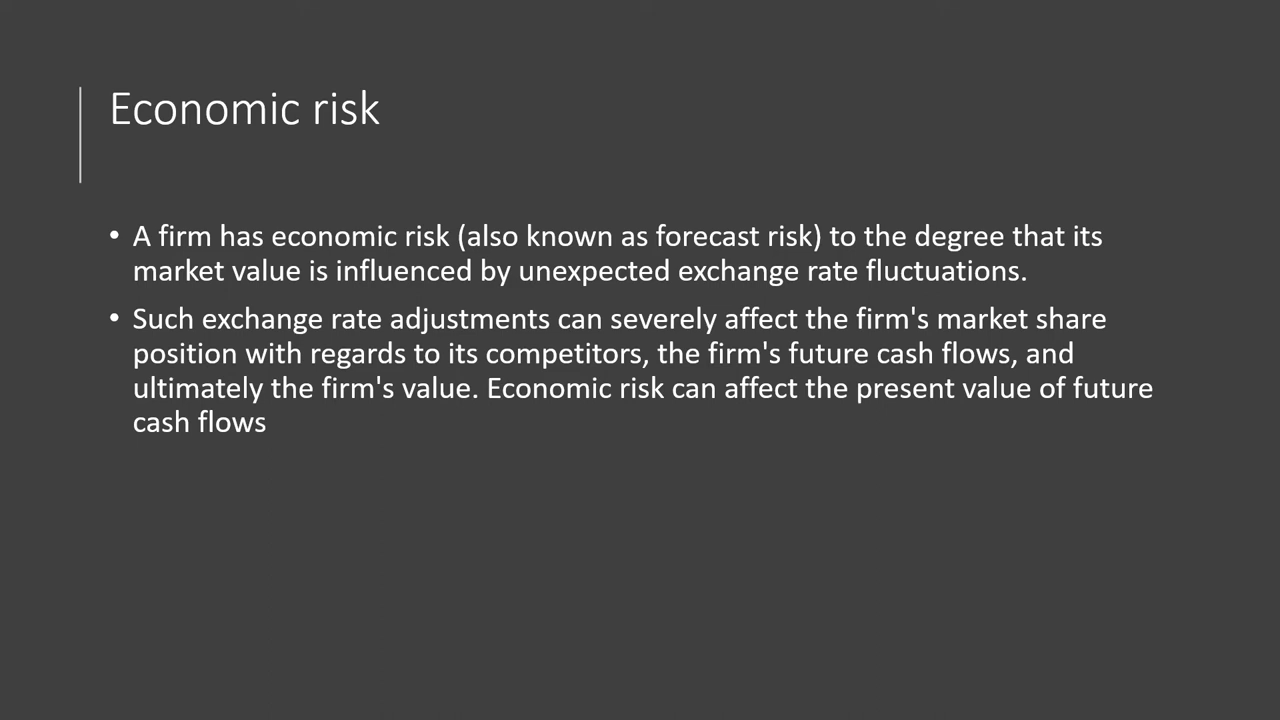 Economic risk
• A firm has economic risk (also known as forecast risk) to the degree that its
market value is influenced by unexpected exchange rate fluctuations.
• Such exchange rate adjustments can severely affect the firm's market share
position with regards to its competitors, the firm's future cash flows, and
ultimately the firm's value. Economic risk can affect the present value of future
cash flows